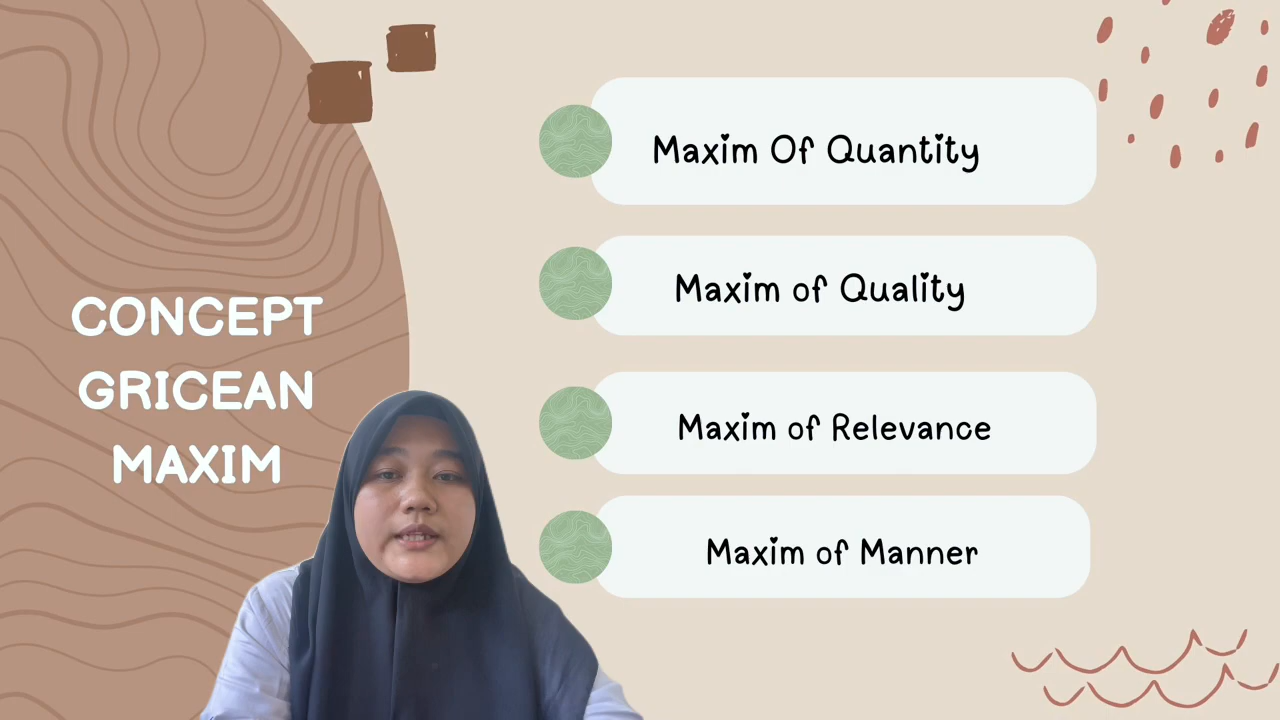 CONCEPT
GRICEAN
MAXIM
Maxim Of Quantity
Maxim of Quality
Maxim of Relevance
Maxim of Manner